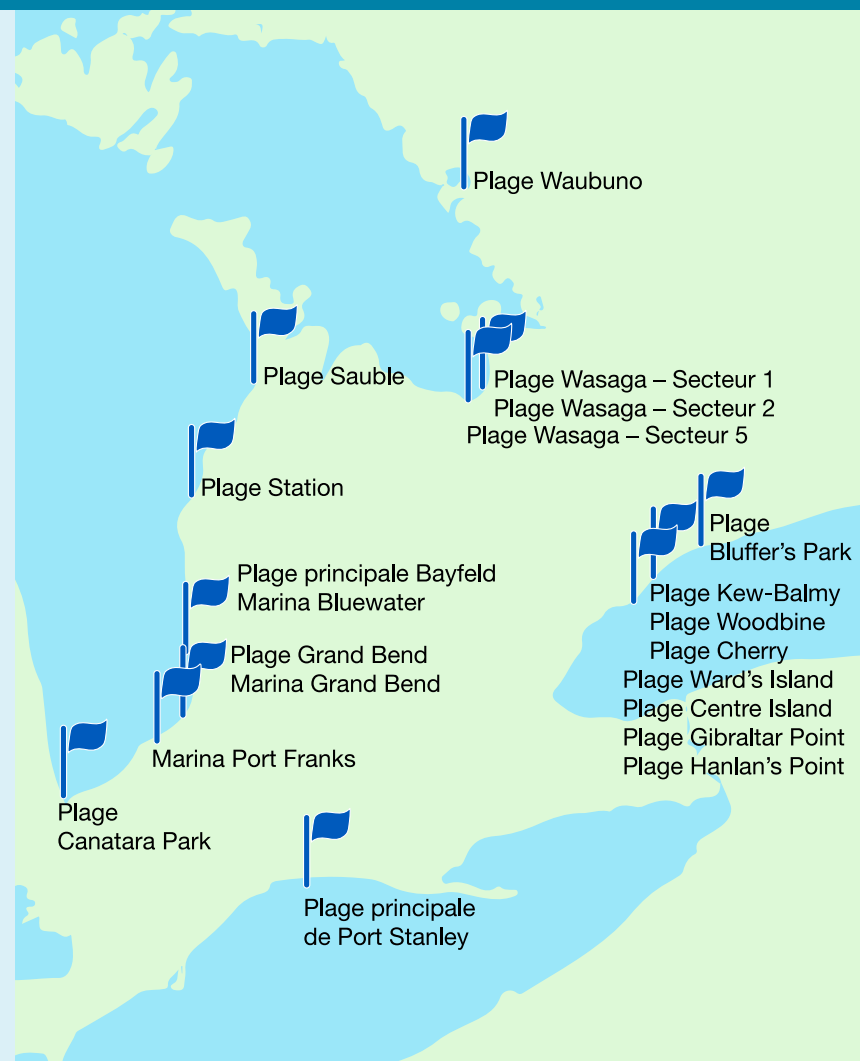 Plage Waubuno
Plage Sauble
Plage Wasaga – Secteur 1
Plage Wasaga – Secteur 2
Plage Wasaga – Secteur 5
Plage Station
Plage
Bluffer's Park
Plage principale Bayfeld
Marina Bluewater
Plage Kew-Balmy
Plage Woodbine
Plage Cherry
Plage Grand Bend
Marina Grand Bend
Plage Ward's Island
Plage Centre Island
Plage Gibraltar Point
Plage Hanlan's Point
Marina Port Franks
Plage
Canatara Park
Plage principale
de Port Stanley